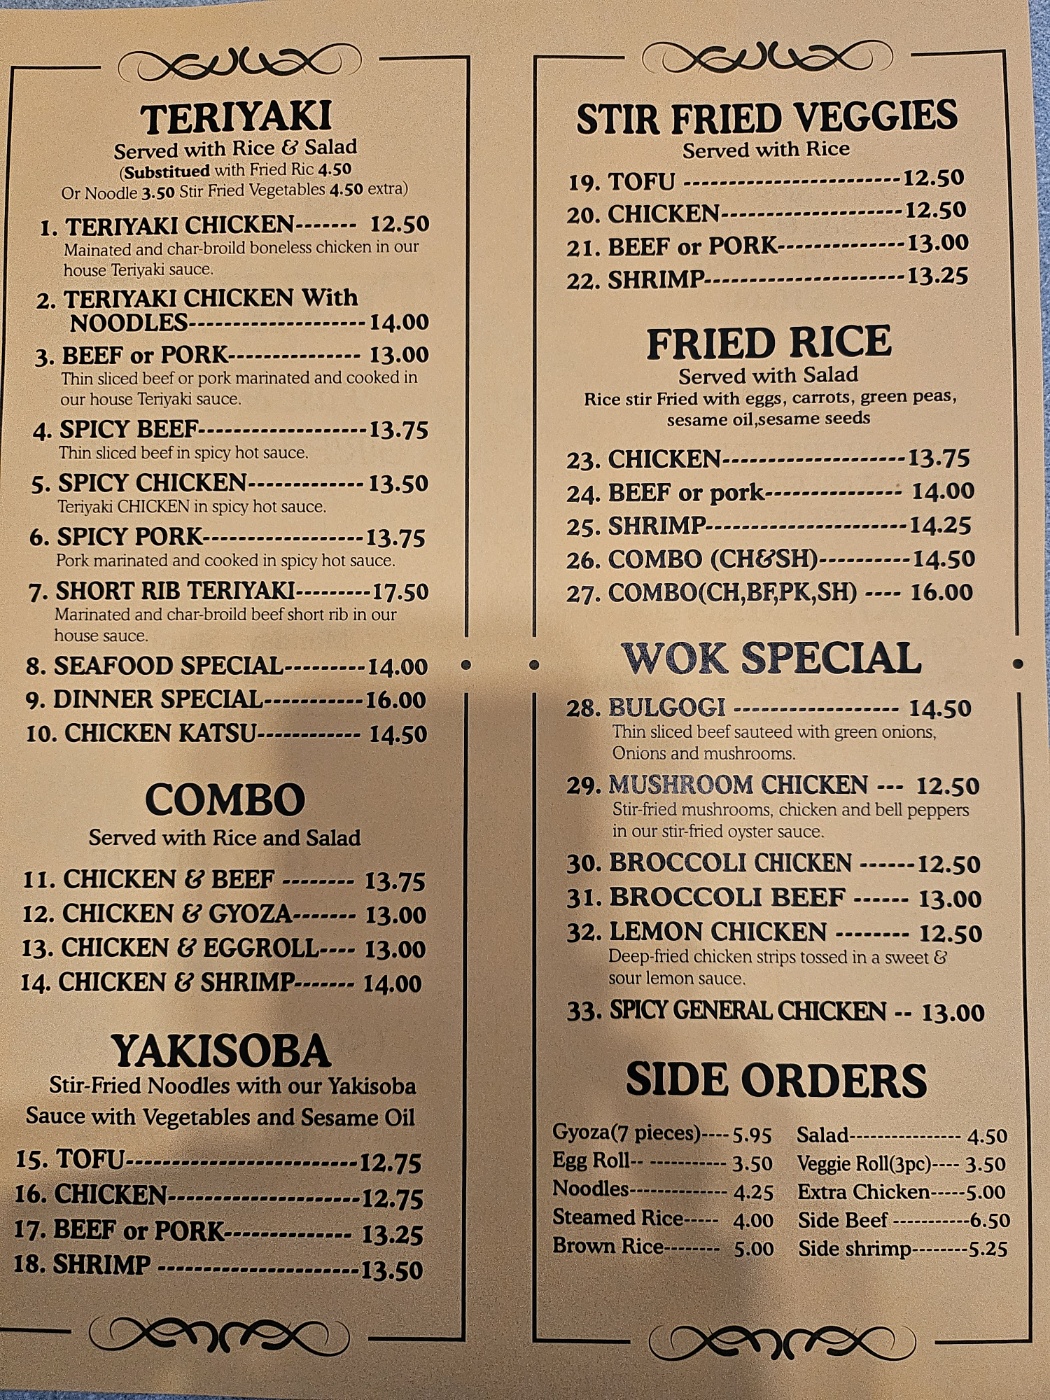 TERIYAKI
Served with Rice & Salad
(Substitued with Fried Ric 4.50
Or Noodle 3.50 Stir Fried Vegetables 4.50 extra)
1. TERIYAKI CHICKEN------- 12.50
Mainated and char-broild boneless chicken in our
house Teriyaki sauce.
2. TERIYAKI CHICKEN With
NOODLES-------------------14.00
3. BEEF or PORK-------------- 13.00
Thin sliced beef or pork marinated and cooked in
our house Teriyaki sauce.
4. SPICY BEEF------------------13.75
Thin sliced beef in spicy hot sauce.
5. SPICY CHICKEN------------13.50
Teriyaki CHICKEN in spicy hot sauce.
6. SPICY PORK-----------------13.75
Pork marinated and cooked in spicy hot sauce.
7. SHORT RIB TERIYAKI--------17.50
Marinated and char-broild beef short rib in our
house sauce.
8. SEAFOOD SPECIAL---------14.00
9. DINNER SPECIAL-----------16.00
10. CHICKEN KATSU----------- 14.50
COMBO
Served with Rice and Salad
11. CHICKEN & BEEF -------- 13.75
12. CHICKEN & GYOZA------- 13.00
13. CHICKEN & EGGROLL---- 13.00
14. CHICKEN & SHRIMP------- 14.00
YAKISOBA
Stir-Fried Noodles with our Yakisoba
Sauce with Vegetables and Sesame Oil
15. TOFU-------------------------12.75
16. CHICKEN---------------------12.75
17. BEEF or PORK-------------- 13.25
18. SHRIMP ----------------------13.50
STIR FRIED VEGGIES
Served with Rice
19. TOFU ------------------------12.50
20. CHICKEN--------------------12.50
21. BEEF or PORK--------------13.00
22. SHRIMP----------------------13.25
FRIED RICE
Served with Salad
Rice stir Fried with eggs, carrots, green peas,
sesame oil,sesame seeds
23. CHICKEN--------------------13.75
24. BEEF or pork--------------- 14.00
25. SHRIMP----------------------14.25
26. COMBO (CH&SH)----------14.50
27. COMBO(CH,BF,PK,SH) ---- 16.00
WOK SPECIAL
28. BULGOGI ------------------ 14.50
Thin sliced beef sauteed with green onions,
Onions and mushrooms.
29. MUSHROOM CHICKEN --- 12.50
Stir-fried mushrooms, chicken and bell peppers
in our stir-fried oyster sauce.
30. BROCCOLI CHICKEN ------12.50
31. BROCCOLI BEEF ------ 13.00
32. LEMON CHICKEN -------- 12.50
Deep-fried chicken strips tossed in a sweet &
sour lemon sauce.
33. SPICY GENERAL CHICKEN -- 13.00
SIDE ORDERS
Gyoza(7 pieces)----5.95
Egg Roll-- ----------- 3.50
Noodles-------------- 4.25
Steamed Rice----- 4.00
Brown Rice-------- 5.00
Salad---------------- 4.50
Veggie Roll(3pc)---- 3.50
Extra Chicken-----5.00
Side Beef -----------6.50
Side shrimp--------5.25